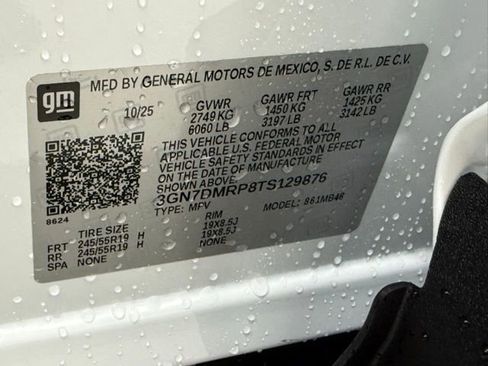 gm
MFD BY GENERAL MOTORS DE MEXICO, S. DE R.L. DE C.V.
10/25 GVWR GAWR FRT GAWR RR
2749 KG 1450 KG 1425 KG
6060 LB 3197 LB 3142 LB
THIS VEHICLE CONFORMS TO ALL
APPLICABLE U.S. FEDERAL MOTOR
VEHICLE SAFETY STANDARDS IN EFFECT
ON THE DATE OF MANUFACTURE SHOWN ABOVE
3GN7DMRP8TS129876
TYPE: MFV 861MB46
8624
TIRE SIZE RIM
FRT 245/55R19 H 19X8.5J
RR 245/55R19 H 19X8.5J
SPA NONE NONE